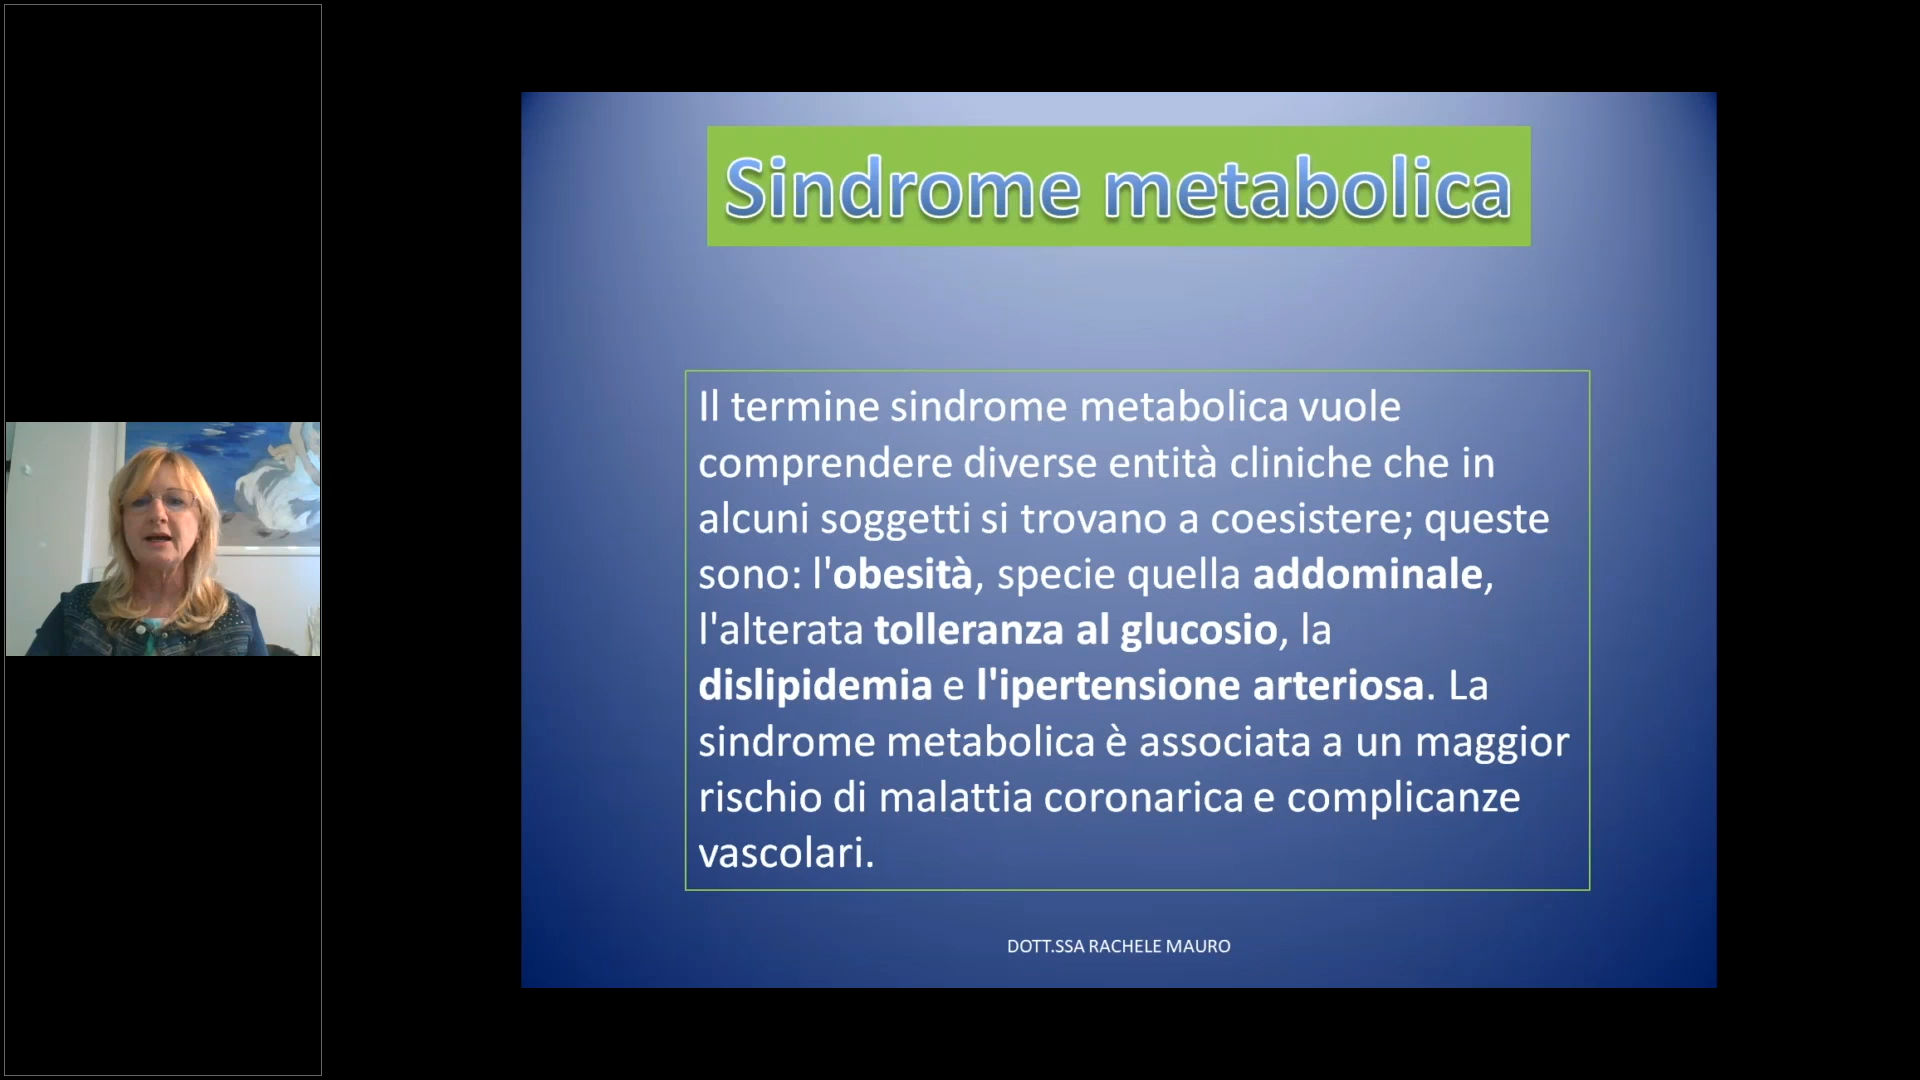 Sindrome metabolica
Il termine sindrome metabolica vuole
comprendere diverse entità cliniche che in
alcuni soggetti si trovano a coesistere; queste
sono: l'obesità, specie quella addominale,
l'alterata tolleranza al glucosio, la
dislipidemia e l'ipertensione arteriosa. La
sindrome metabolica è associata a un maggior
rischio di malattia coronarica e complicanze
vascolari.
DOTT.SSA RACHELE MAURO